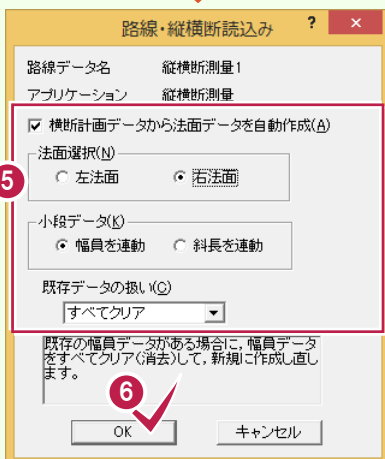 路線・縦横断読込み ? ×
路線データ名 縦横断測量1
アプリケーション 縦横断測量
横断計画データから法面データを自動作成(A)
法面選択(N)
5
左法面 右法面
小段データ(K)
幅員を連動 斜長を連動
既存データの扱い(C)
すべてクリア
既存の幅員データがある場合に，幅員データ
をすべてクリア(消去)して，新規に作成し直し
ます。
6
OK キャンセル